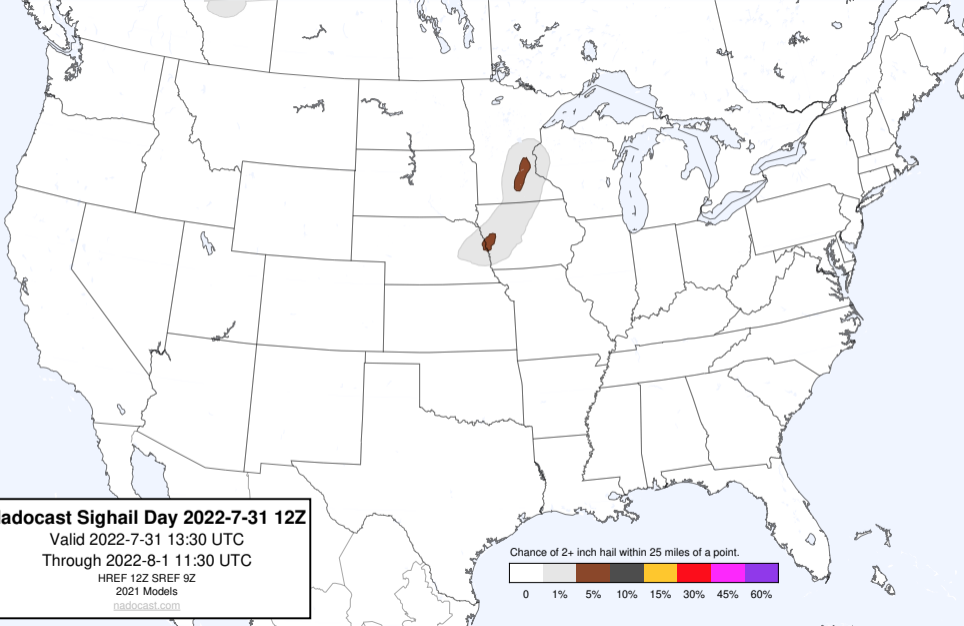 adocast Sighail Day 2022-7-31 12Z
Valid 2022-7-31 13:30 UTC
Through 2022-8-1 11:30 UTC
HREF 12Z SREF 9Z
2021 Models
nadocast.com
Chance of 2+ inch hail within 25 miles of a point.
0 1% 5% 10% 15% 30% 45% 60%